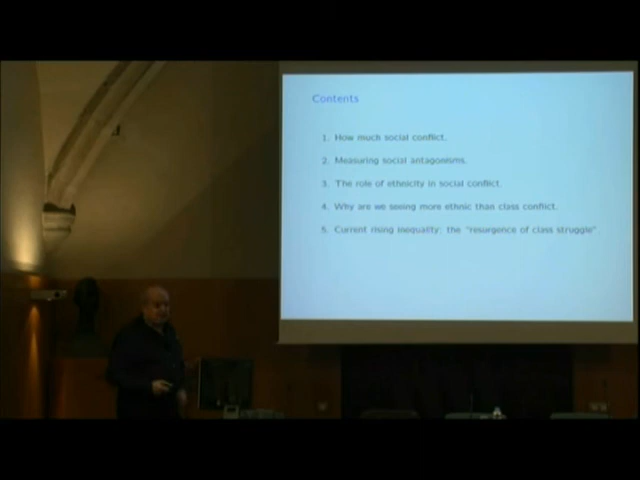 Contents
1. How much social conflict.
2. Measuring social antagonisms.
3. The role of ethnicity in social conflict.
4. Why are we seeing more ethnic than class conflict.
5. Current rising inequality: the "resurgence of class struggle".